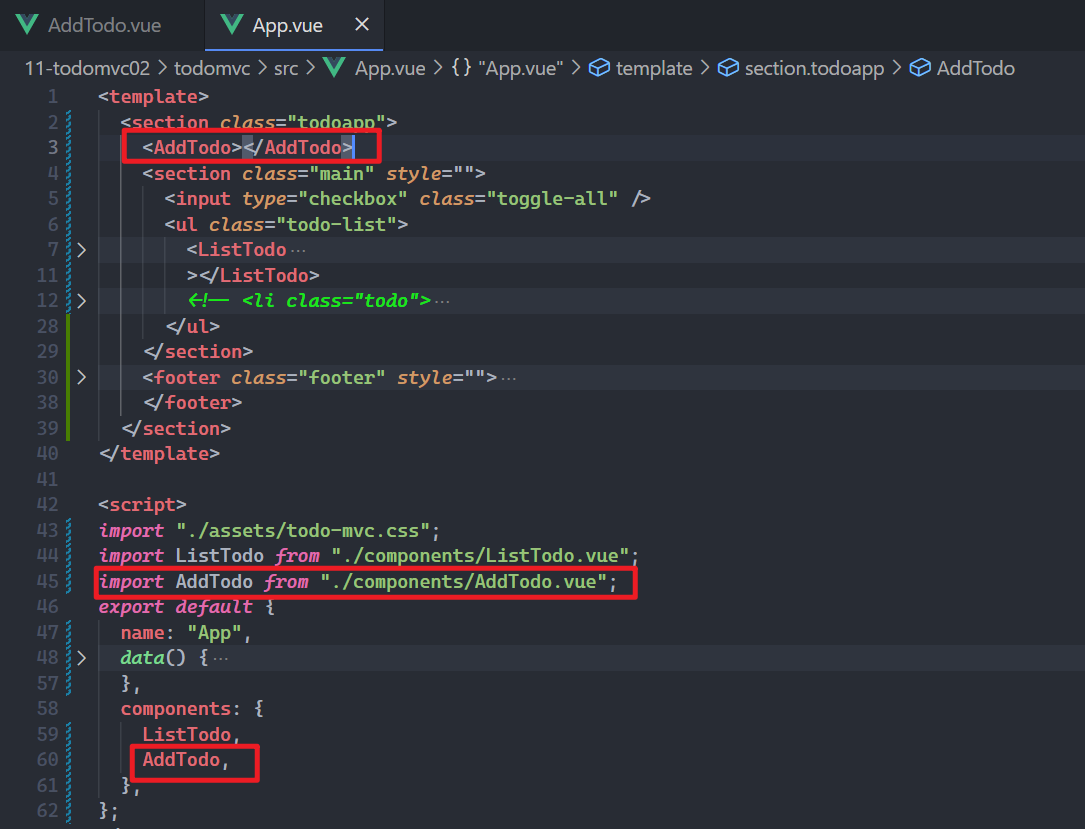 AddTodo.vue App.vue ×
11-todomvc02 > todomvc > src > App.vue > {} "App.vue" > template > section.todoapp > AddTodo
1 <template>
2 <section class="todoapp">
3 <AddTodo></AddTodo>
4 <section class="main" style="">
5 <input type="checkbox" class="toggle-all" />
6 <ul class="todo-list">
7 > <ListTodo ···
11 ></ListTodo>
12 > <!-- <li class="todo"> ···
28 </ul>
29 </section>
30 > <footer class="footer" style=""> ···
38 </footer>
39 </section>
40 </template>
41
42 <script>
43 import "./assets/todo-mvc.css";
44 import ListTodo from "./components/ListTodo.vue";
45 import AddTodo from "./components/AddTodo.vue";
46 export default {
47 name: "App",
48 > data() { ···
57 },
58 components: {
59 ListTodo,
60 AddTodo,
61 },
62 };